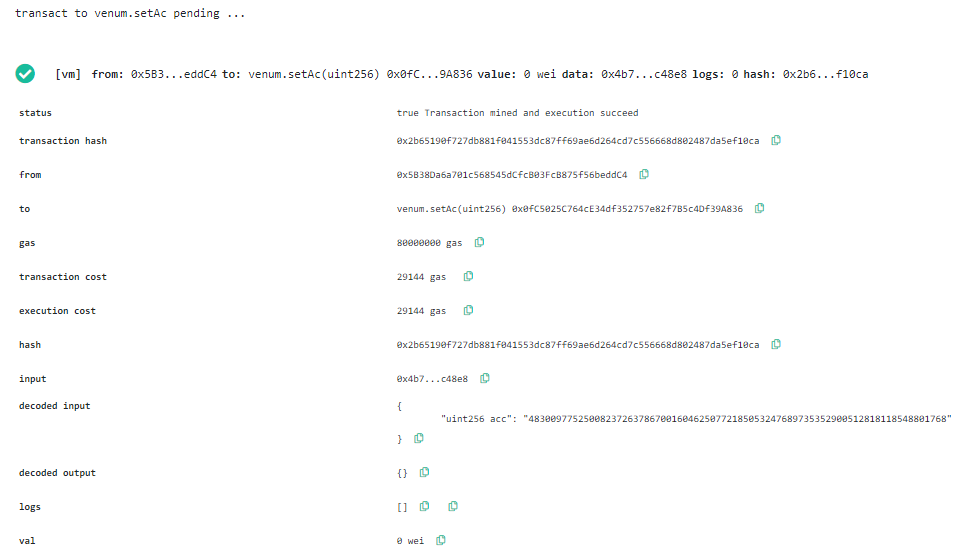 transact to venum.setAc pending ...
[vm] from: 0x5B3...eddC4 to: venum.setAc(uint256) 0x0fC...9A836 value: 0 wei data: 0x4b7...c48e8 logs: 0 hash: 0x2b6...f10ca
status true Transaction mined and execution succeed
transaction hash 0x2b65190f727db881f041553dc87ff69ae6d264cd7c556668d802487da5ef10ca
from 0x5B38Da6a701c568545dCfcB03FcB875f56beddC4
to venum.setAc(uint256) 0x0fC5025C764cE34df352757e82f7B5c4Df39A836
gas 80000000 gas
transaction cost 29144 gas
execution cost 29144 gas
hash 0x2b65190f727db881f041553dc87ff69ae6d264cd7c556668d802487da5ef10ca
input 0x4b7...c48e8
decoded input {
"uint256 acc": "4830097752500823726378670016046250772185053247689735352900512818118548801768"
}
decoded output {}
logs []
val 0 wei